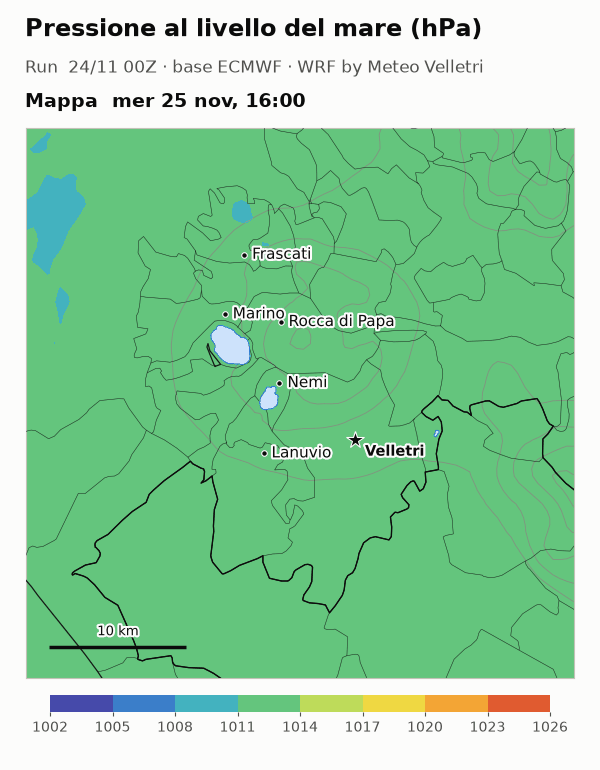 Pressione al livello del mare (hPa)
Run  24/11 00Z · base ECMWF · WRF by Meteo Velletri
Mappa  mer 25 nov, 16:00
Frascati
Marino
Rocca di Papa
Nemi
Velletri
Lanuvio
10 km
1002 1005 1008 1011 1014 1017 1020 1023 1026